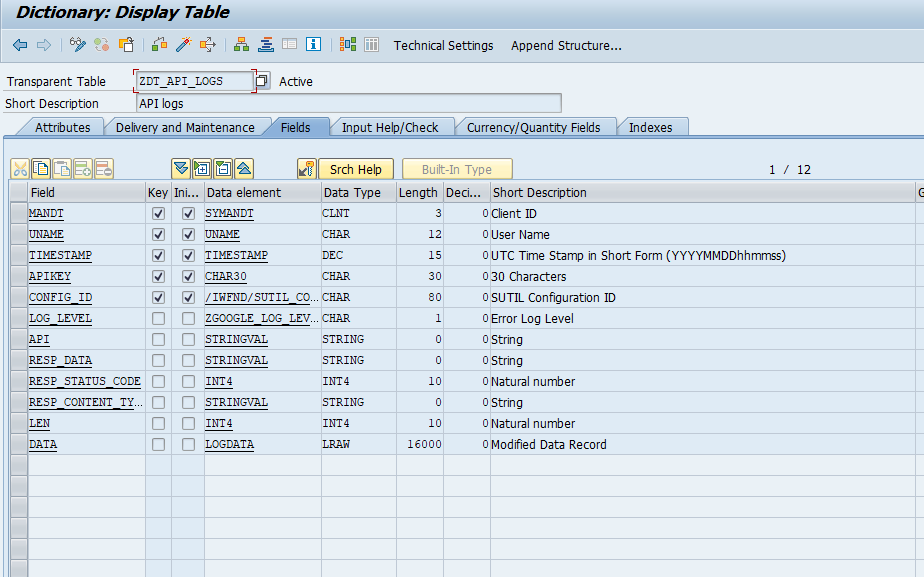 Dictionary: Display Table
Technical Settings Append Structure...
Transparent Table ZDT_API_LOGS Active
Short Description API logs
Attributes Delivery and Maintenance Fields Input Help/Check Currency/Quantity Fields Indexes
Srch Help Built-In Type 1 / 12
Field Key Ini... Data element Data Type Length Deci... Short Description G
MANDT SYMANDT CLNT 3 0 Client ID
UNAME UNAME CHAR 12 0 User Name
TIMESTAMP TIMESTAMP DEC 15 0 UTC Time Stamp in Short Form (YYYYMMDDhhmmss)
APIKEY CHAR30 CHAR 30 0 30 Characters
CONFIG_ID /IWFND/SUTIL_CO... CHAR 80 0 SUTIL Configuration ID
LOG_LEVEL ZGOOGLE_LOG_LEV... CHAR 1 0 Error Log Level
API STRINGVAL STRING 0 0 String
RESP_DATA STRINGVAL STRING 0 0 String
RESP_STATUS_CODE INT4 INT4 10 0 Natural number
RESP_CONTENT_TY... STRINGVAL STRING 0 0 String
LEN INT4 INT4 10 0 Natural number
DATA LOGDATA LRAW 16000 0 Modified Data Record